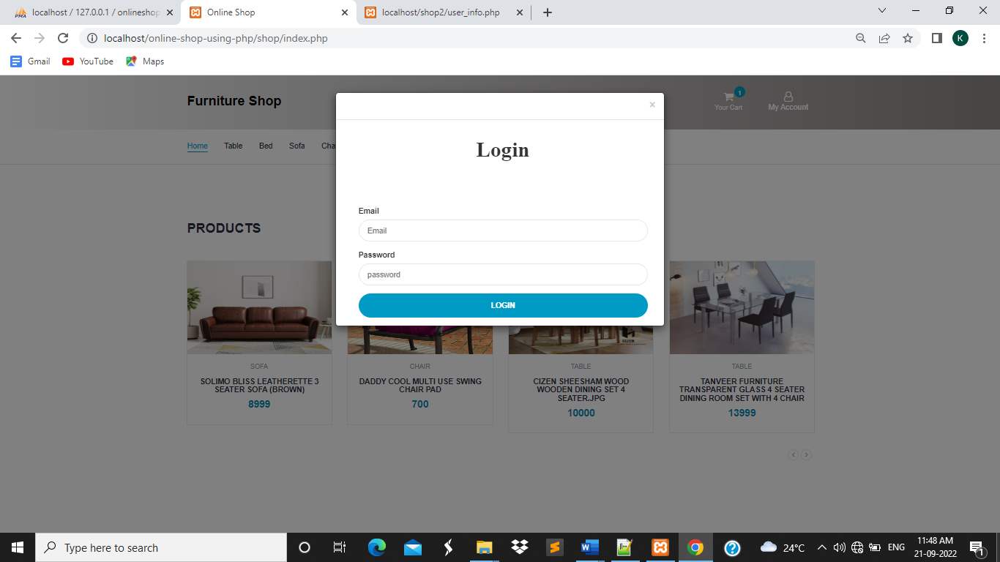 localhost / 127.0.0.1 / onlineshop
Online Shop
localhost/shop2/user_info.php
localhost/online-shop-using-php/shop/index.php
K
Gmail
YouTube
Maps
Furniture Shop
1
Your Cart
My Account
Home
Table
Bed
Sofa
Cha
×
Login
Email
Email
Password
password
LOGIN
PRODUCTS
SOFA
SOLIMO BLISS LEATHERETTE 3
SEATER SOFA (BROWN)
8999
CHAIR
DADDY COOL MULTI USE SWING
CHAIR PAD
700
TABLE
CIZEN SHEESHAM WOOD
WOODEN DINING SET 4
SEATER.JPG
10000
TABLE
TANVEER FURNITURE
TRANSPARENT GLASS 4 SEATER
DINING ROOM SET WITH 4 CHAIR
13999
Type here to search
24°C
ENG
11:48 AM
21-09-2022
1